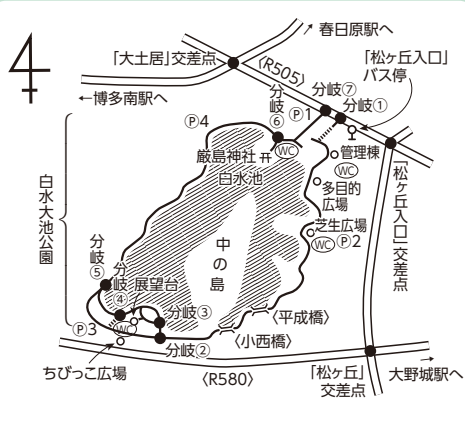 春日原駅へ
「大土居」交差点
「松ヶ丘入口」
バス停
〈R505〉
←博多南駅へ
分岐⑦
分岐①
分岐⑥
Ⓟ1
Ⓟ4
厳島神社
WC
白水池
管理棟
WC
多目的
広場
「松ヶ丘入口」交差点
白水大池公園
芝生広場
WC Ⓟ2
中の島
分岐⑤
分岐④
展望台
分岐③
〈平成橋〉
Ⓟ3
WC
分岐②
〈小西橋〉
ちびっこ広場
〈R580〉
「松ヶ丘」
交差点
大野城駅へ